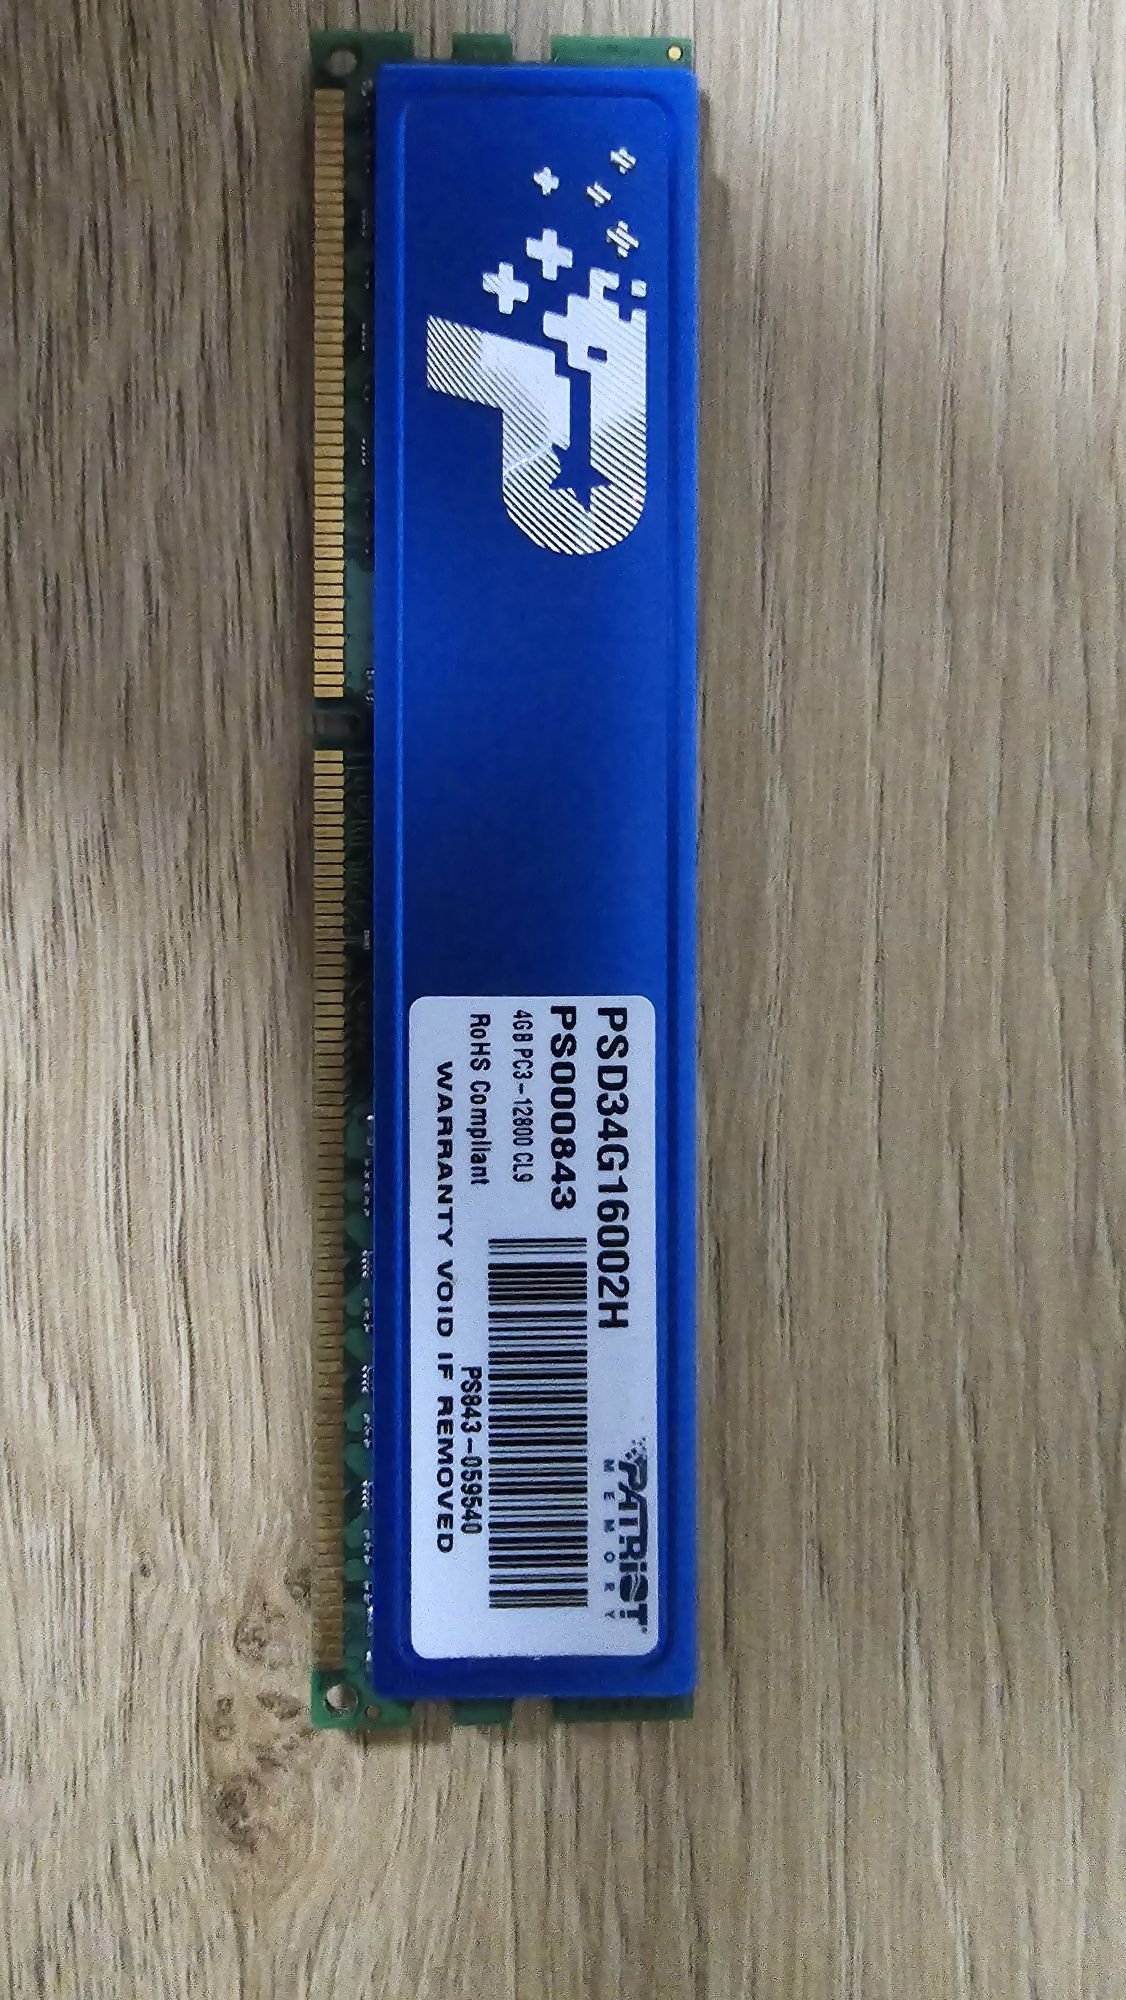 PSD34G16002H
PS000843
4GB PC3-12800 CL9
RoHS Compliant
PATRiOT
MEMORY
PS843-059540
WARRANTY VOID IF REMOVED